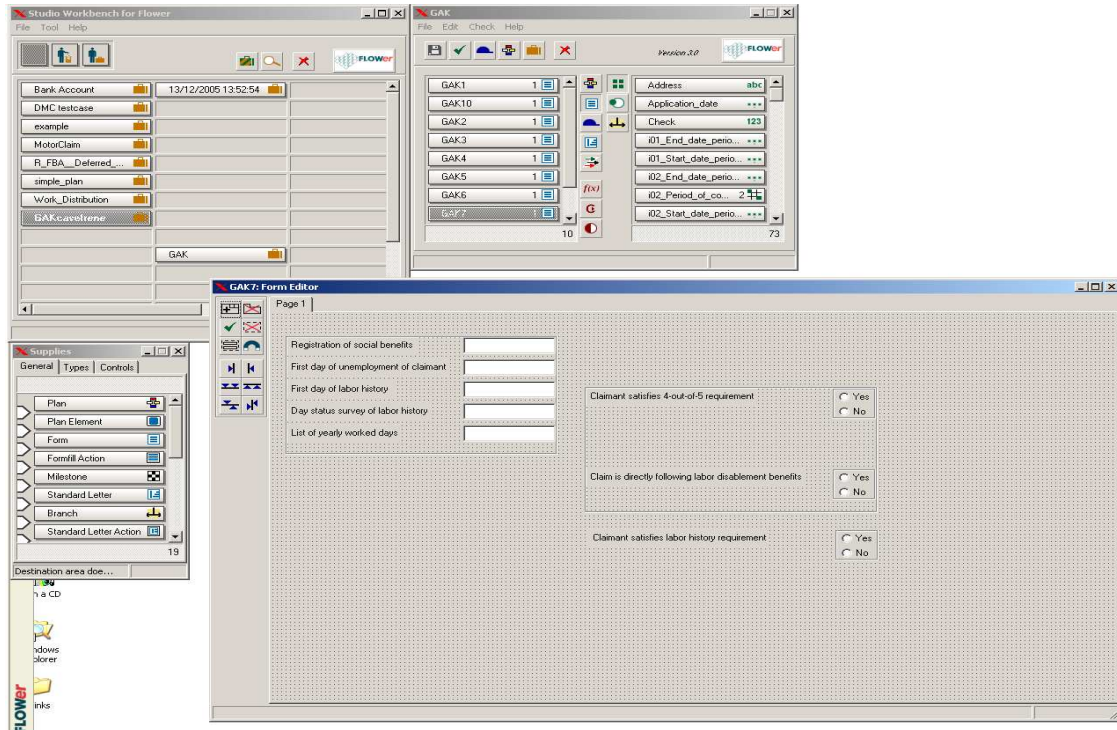 Studio Workbench for Flower
File Tool Help
FLOWer
Bank Account
13/12/2005 13:52:54
DMC testcase
example
MotorClaim
R_FBA__Deferred_...
simple_plan
Work_Distribution
GAKcaveIrene
GAK
GAK
File Edit Check Help
Version 3.0
FLOWer
GAK1 1
GAK10 1
GAK2 1
GAK3 1
GAK4 1
GAK5 1
GAK6 1
GAK7 1
10
f(x)
G
Address abc
Application_date
Check 123
i01_End_date_perio...
i01_Start_date_perio...
i02_End_date_perio...
i02_Period_of_co... 2
i02_Start_date_perio...
73
GAK7: Form Editor
Page 1
Registration of social benefits
First day of unemployment of claimant
First day of labor history
Day status survey of labor history
List of yearly worked days
Claimant satisfies 4-out-of-5 requirement
Yes
No
Claim is directly following labor disablement benefits
Yes
No
Claimant satisfies labor history requirement
Yes
No
Supplies
General Types Controls
Plan
Plan Element
Form
Formfill Action
Milestone
Standard Letter
Branch
Standard Letter Action
19
Destination area doe...
n a CD
ndows
plorer
inks
FLOWer